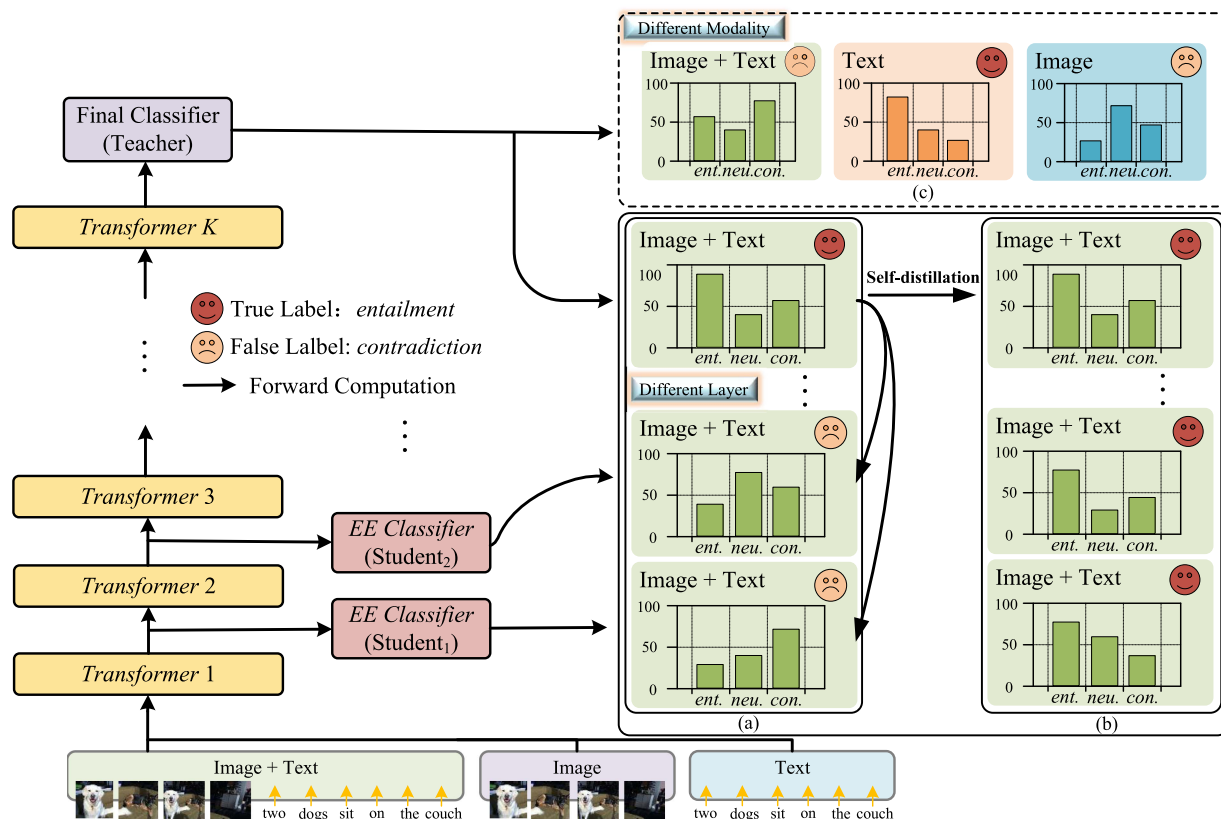 Different Modality
Image + Text
100
50
0
ent. neu. con.
Text
100
50
0
ent. neu. con.
Image
100
50
0
ent. neu. con.
(c)
Final Classifier
(Teacher)
Transformer K
True Label： entailment
False Lalbel: contradiction
Forward Computation
Transformer 3
Transformer 2
Transformer 1
EE Classifier
(Student₂)
EE Classifier
(Student₁)
Image + Text
100
50
0
ent. neu. con.
Different Layer
Image + Text
100
50
0
ent. neu. con.
Image + Text
100
50
0
ent. neu. con.
(a)
Self-distillation
Image + Text
100
50
0
ent. neu. con.
Image + Text
100
50
0
ent. neu. con.
Image + Text
100
50
0
ent. neu. con.
(b)
Image + Text
two dogs sit on the couch
Image
Text
two dogs sit on the couch